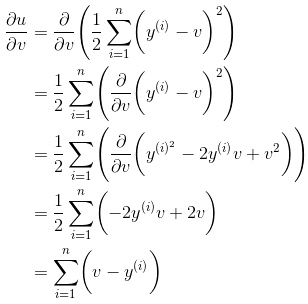 ∂u/∂v = ∂/∂v ( 1/2 ∑_{i=1}^{n} ( y^{(i)} − v )^2 )
= 1/2 ∑_{i=1}^{n} ( ∂/∂v ( y^{(i)} − v )^2 )
= 1/2 ∑_{i=1}^{n} ( ∂/∂v ( y^{(i)^2} − 2y^{(i)}v + v^2 ) )
= 1/2 ∑_{i=1}^{n} ( −2y^{(i)}v + 2v )
= ∑_{i=1}^{n} ( v − y^{(i)} )